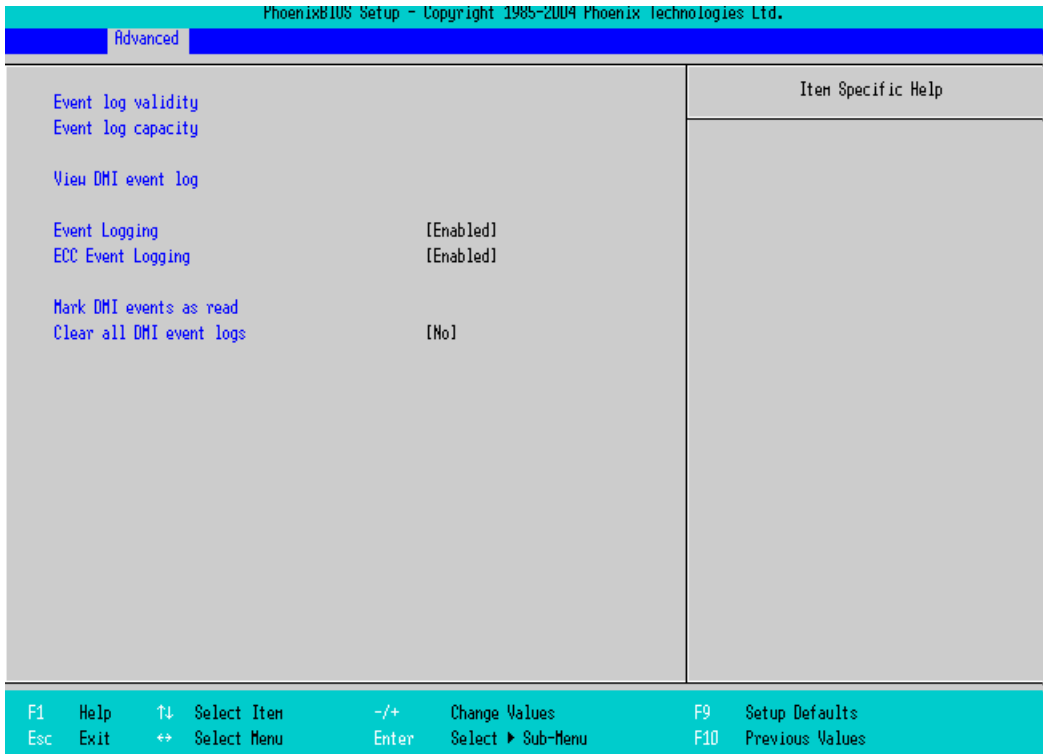 PhoenixBIOS Setup - Copyright 1985-2004 Phoenix Technologies Ltd.
Advanced
Event log validity
Event log capacity
View DMI event log
Event Logging [Enabled]
ECC Event Logging [Enabled]
Mark DMI events as read
Clear all DMI event logs [No]
Item Specific Help
F1 Help ↑↓ Select Item -/+ Change Values F9 Setup Defaults
Esc Exit ↔ Select Menu Enter Select ▶ Sub-Menu F10 Previous Values